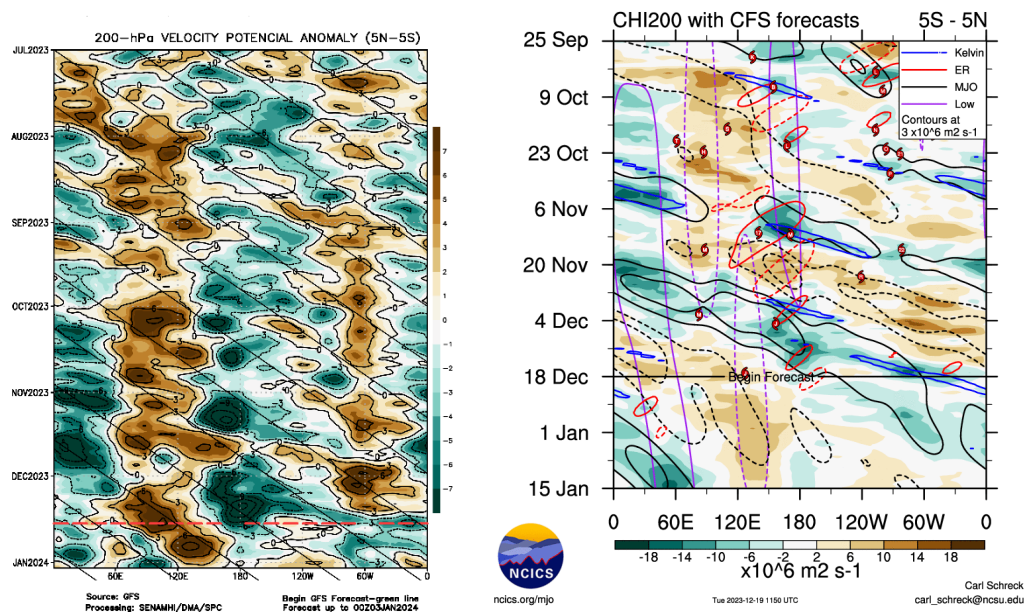 200-hPa VELOCITY POTENCIAL ANOMALY (5N-5S)
JUL2023
AUG2023
SEP2023
OCT2023
NOV2023
DEC2023
JAN2024
60E 120E 180 120W 60W 0
7
6
5
4
3
2
1
0
-1
-2
-3
-4
-5
-6
-7
Source: GFS
Processing: SENAMHI/DMA/SPC
Begin GFS Forecast-green line
Forecast up to 00Z03JAN2024
CHI200 with CFS forecasts 5S - 5N
25 Sep
9 Oct
23 Oct
6 Nov
20 Nov
4 Dec
18 Dec
1 Jan
15 Jan
Kelvin
ER
MJO
Low
Contours at
3 x10^6 m2 s-1
Begin Forecast
0 60E 120E 180 120W 60W 0
-18 -14 -10 -6 -2 2 6 10 14 18
x10^6 m2 s-1
NCICS
ncics.org/mjo
Tue 2023-12-19 1150 UTC
Carl Schreck
carl_schreck@ncsu.edu